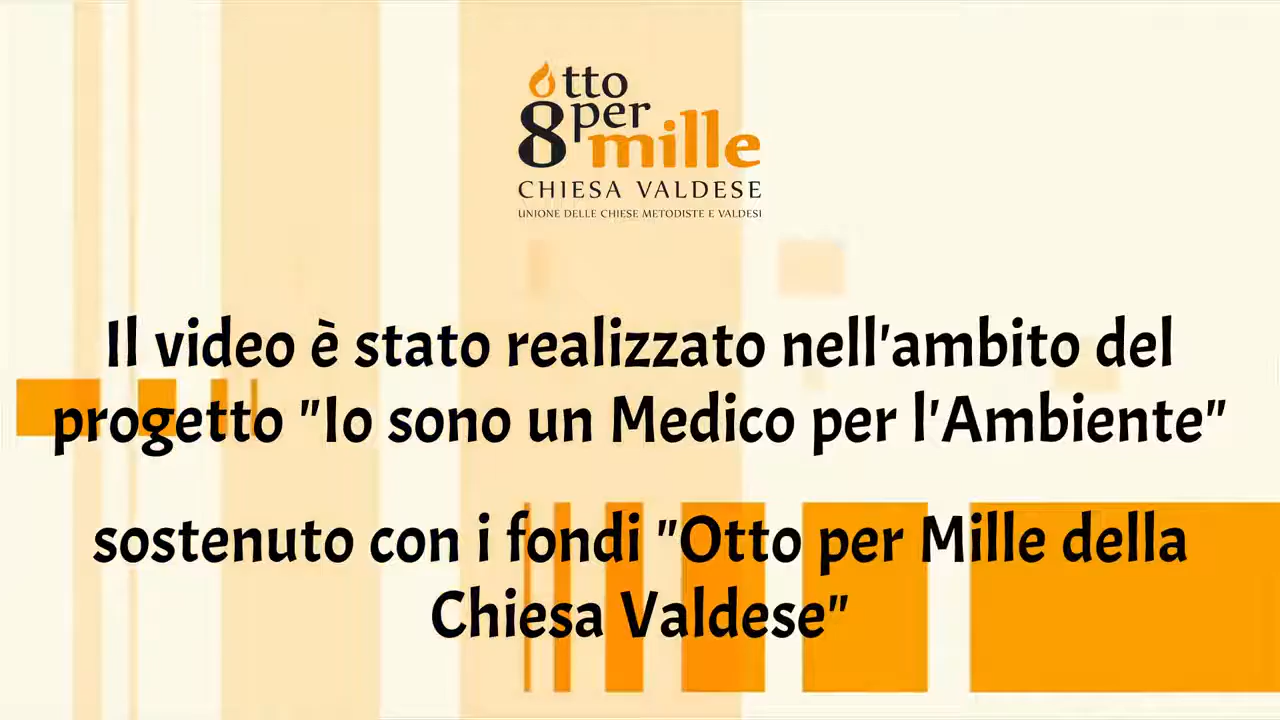 Otto
8 per
mille
CHIESA VALDESE
UNIONE DELLE CHIESE METODISTE E VALDESI
Il video è stato realizzato nell'ambito del
progetto "Io sono un Medico per l'Ambiente"
sostenuto con i fondi "Otto per Mille della
Chiesa Valdese"